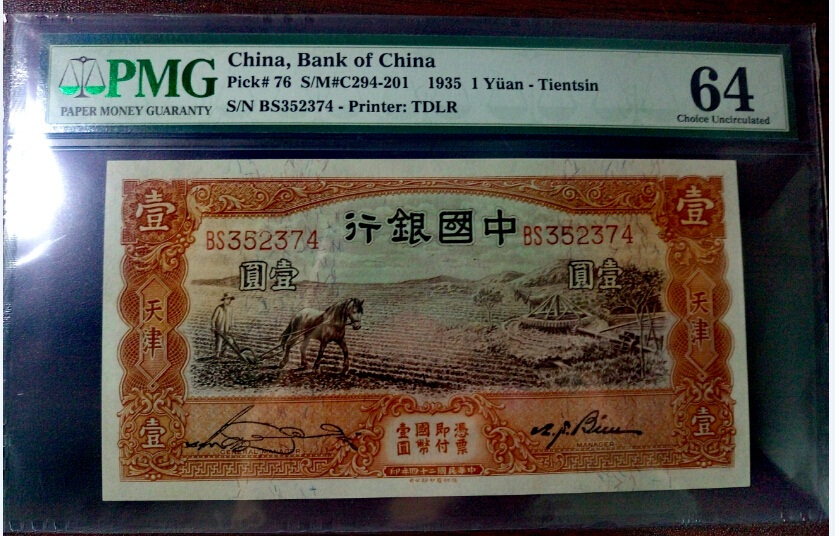 PMG
PAPER MONEY GUARANTY
China, Bank of China
Pick# 76 S/M#C294-201 1935 1 Yüan - Tientsin
S/N BS352374 - Printer: TDLR
64
Choice Uncirculated
壹 壹
行銀國中
BS352374 BS352374
圓壹 圓壹
天津 天津
憑票
即付
國幣
壹圓
壹 壹
GENERAL MANAGER
MANAGER
印年四十二國民華中